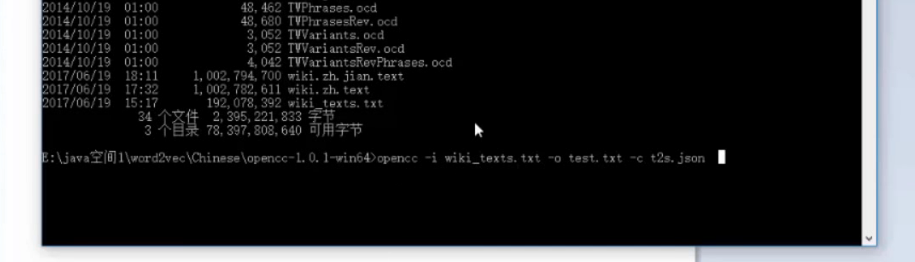 2014/10/19 01:00 48,462 TWPhrases.ocd
2014/10/19 01:00 48,680 TWPhrasesRev.ocd
2014/10/19 01:00 3,052 TWVariants.ocd
2014/10/19 01:00 3,052 TWVariantsRev.ocd
2014/10/19 01:00 4,042 TWVariantsRevPhrases.ocd
2017/06/19 18:11 1,002,794,700 wiki.zh.jian.text
2017/06/19 17:32 1,002,782,611 wiki.zh.text
2017/06/19 15:17 192,078,392 wiki_texts.txt
34 个文件 2,395,221,833 字节
3 个目录 78,397,808,640 可用字节
E:\java空间1\word2vec\Chinese\opencc-1.0.1-win64>opencc -i wiki_texts.txt -o test.txt -c t2s.json